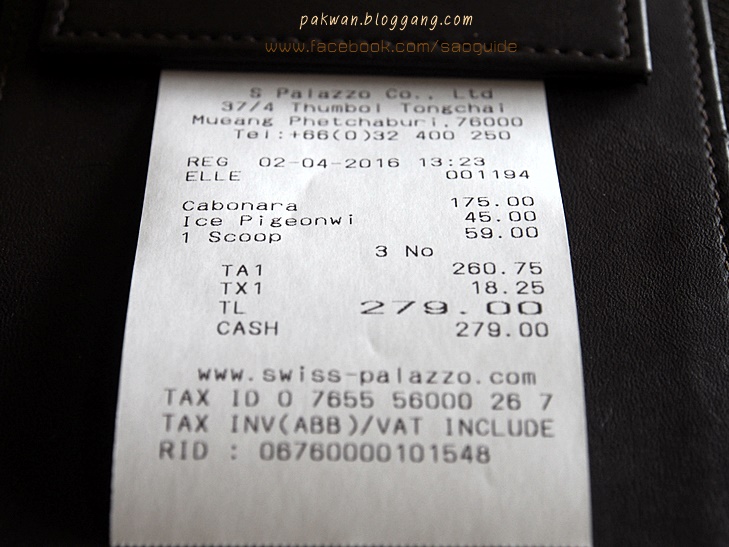 pakwan.bloggang.com
www.facebook.com/saoguide
S Palazzo Co., Ltd
37/4 Thumbol Tongchai
Mueang Phetchaburi,76000
Tel:+66(0)32 400 250
REG 02-04-2016 13:23
ELLE 001194
Cabonara 175.00
Ice Pigeonwi 45.00
1 Scoop 59.00
3 No
TA1 260.75
TX1 18.25
TL 279.00
CASH 279.00
www.swiss-palazzo.com
TAX ID 0 7655 56000 26 7
TAX INV(ABB)/VAT INCLUDE
RID : 06760000101548